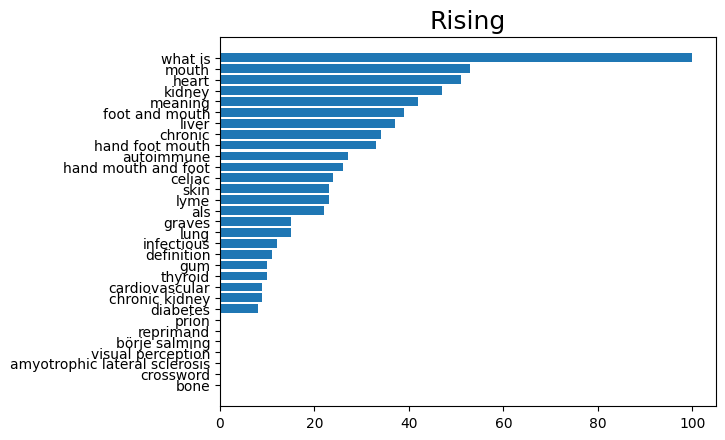 Rising
what is
mouth
heart
kidney
meaning
foot and mouth
liver
chronic
hand foot mouth
autoimmune
hand mouth and foot
celiac
skin
lyme
als
graves
lung
infectious
definition
gum
thyroid
cardiovascular
chronic kidney
diabetes
prion
reprimand
börje salming
visual perception
amyotrophic lateral sclerosis
crossword
bone
0 20 40 60 80 100